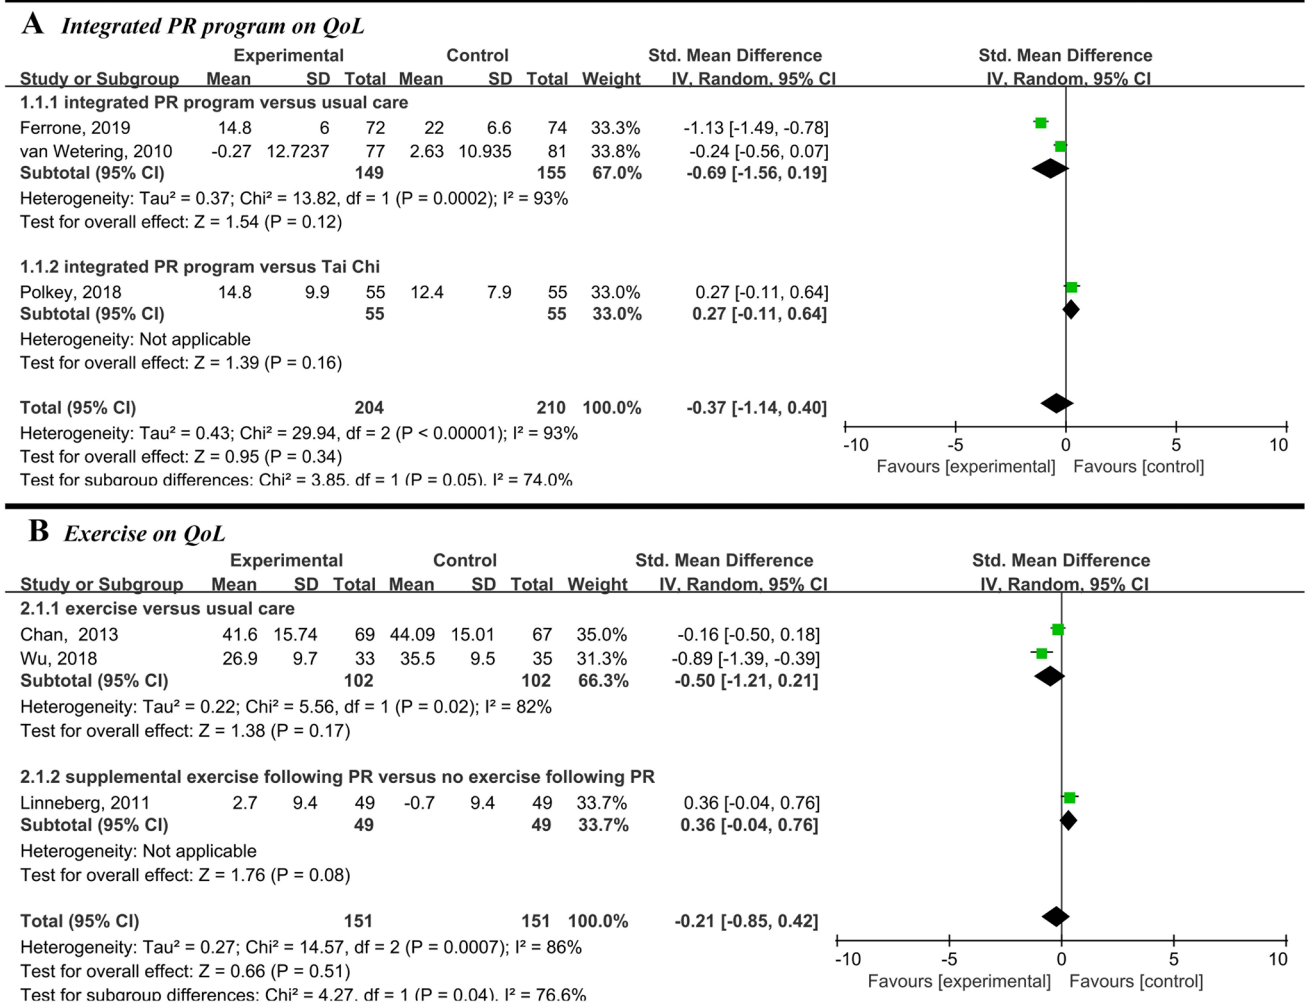 A Integrated PR program on QoL
Experimental Control Std. Mean Difference Std. Mean Difference
Study or Subgroup Mean SD Total Mean SD Total Weight IV, Random, 95% CI IV, Random, 95% CI
1.1.1 integrated PR program versus usual care
Ferrone, 2019 14.8 6 72 22 6.6 74 33.3% -1.13 [-1.49, -0.78]
van Wetering, 2010 -0.27 12.7237 77 2.63 10.935 81 33.8% -0.24 [-0.56, 0.07]
Subtotal (95% CI) 149 155 67.0% -0.69 [-1.56, 0.19]
Heterogeneity: Tau² = 0.37; Chi² = 13.82, df = 1 (P = 0.0002); I² = 93%
Test for overall effect: Z = 1.54 (P = 0.12)
1.1.2 integrated PR program versus Tai Chi
Polkey, 2018 14.8 9.9 55 12.4 7.9 55 33.0% 0.27 [-0.11, 0.64]
Subtotal (95% CI) 55 55 33.0% 0.27 [-0.11, 0.64]
Heterogeneity: Not applicable
Test for overall effect: Z = 1.39 (P = 0.16)
Total (95% CI) 204 210 100.0% -0.37 [-1.14, 0.40]
Heterogeneity: Tau² = 0.43; Chi² = 29.94, df = 2 (P < 0.00001); I² = 93%
Test for overall effect: Z = 0.95 (P = 0.34)
Test for subgroup differences: Chi² = 3.85, df = 1 (P = 0.05), I² = 74.0%
-10 -5 0 5 10
Favours [experimental] Favours [control]
B Exercise on QoL
Experimental Control Std. Mean Difference Std. Mean Difference
Study or Subgroup Mean SD Total Mean SD Total Weight IV, Random, 95% CI IV, Random, 95% CI
2.1.1 exercise versus usual care
Chan, 2013 41.6 15.74 69 44.09 15.01 67 35.0% -0.16 [-0.50, 0.18]
Wu, 2018 26.9 9.7 33 35.5 9.5 35 31.3% -0.89 [-1.39, -0.39]
Subtotal (95% CI) 102 102 66.3% -0.50 [-1.21, 0.21]
Heterogeneity: Tau² = 0.22; Chi² = 5.56, df = 1 (P = 0.02); I² = 82%
Test for overall effect: Z = 1.38 (P = 0.17)
2.1.2 supplemental exercise following PR versus no exercise following PR
Linneberg, 2011 2.7 9.4 49 -0.7 9.4 49 33.7% 0.36 [-0.04, 0.76]
Subtotal (95% CI) 49 49 33.7% 0.36 [-0.04, 0.76]
Heterogeneity: Not applicable
Test for overall effect: Z = 1.76 (P = 0.08)
Total (95% CI) 151 151 100.0% -0.21 [-0.85, 0.42]
Heterogeneity: Tau² = 0.27; Chi² = 14.57, df = 2 (P = 0.0007); I² = 86%
Test for overall effect: Z = 0.66 (P = 0.51)
Test for subgroup differences: Chi² = 4.27, df = 1 (P = 0.04), I² = 76.6%
-10 -5 0 5 10
Favours [experimental] Favours [control]